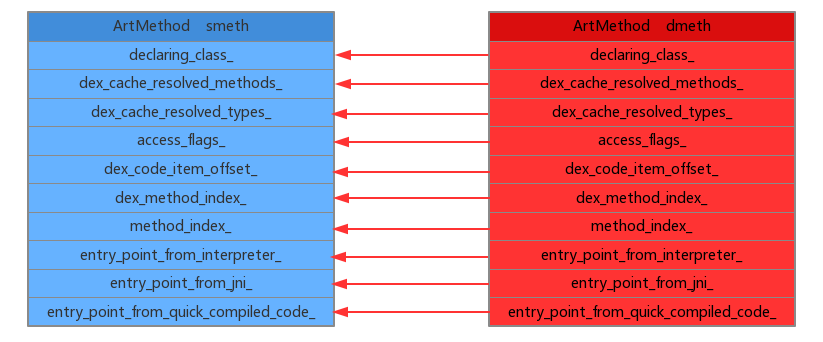 ArtMethod smeth
declaring_class_
dex_cache_resolved_methods_
dex_cache_resolved_types_
access_flags_
dex_code_item_offset_
dex_method_index_
method_index_
entry_point_from_interpreter_
entry_point_from_jni_
entry_point_from_quick_compiled_code_
ArtMethod dmeth
declaring_class_
dex_cache_resolved_methods_
dex_cache_resolved_types_
access_flags_
dex_code_item_offset_
dex_method_index_
method_index_
entry_point_from_interpreter_
entry_point_from_jni_
entry_point_from_quick_compiled_code_